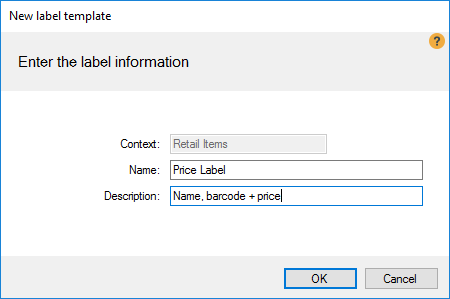 New label template
?
Enter the label information
Context: Retail Items
Name: Price Label
Description: Name, barcode + price
OK Cancel